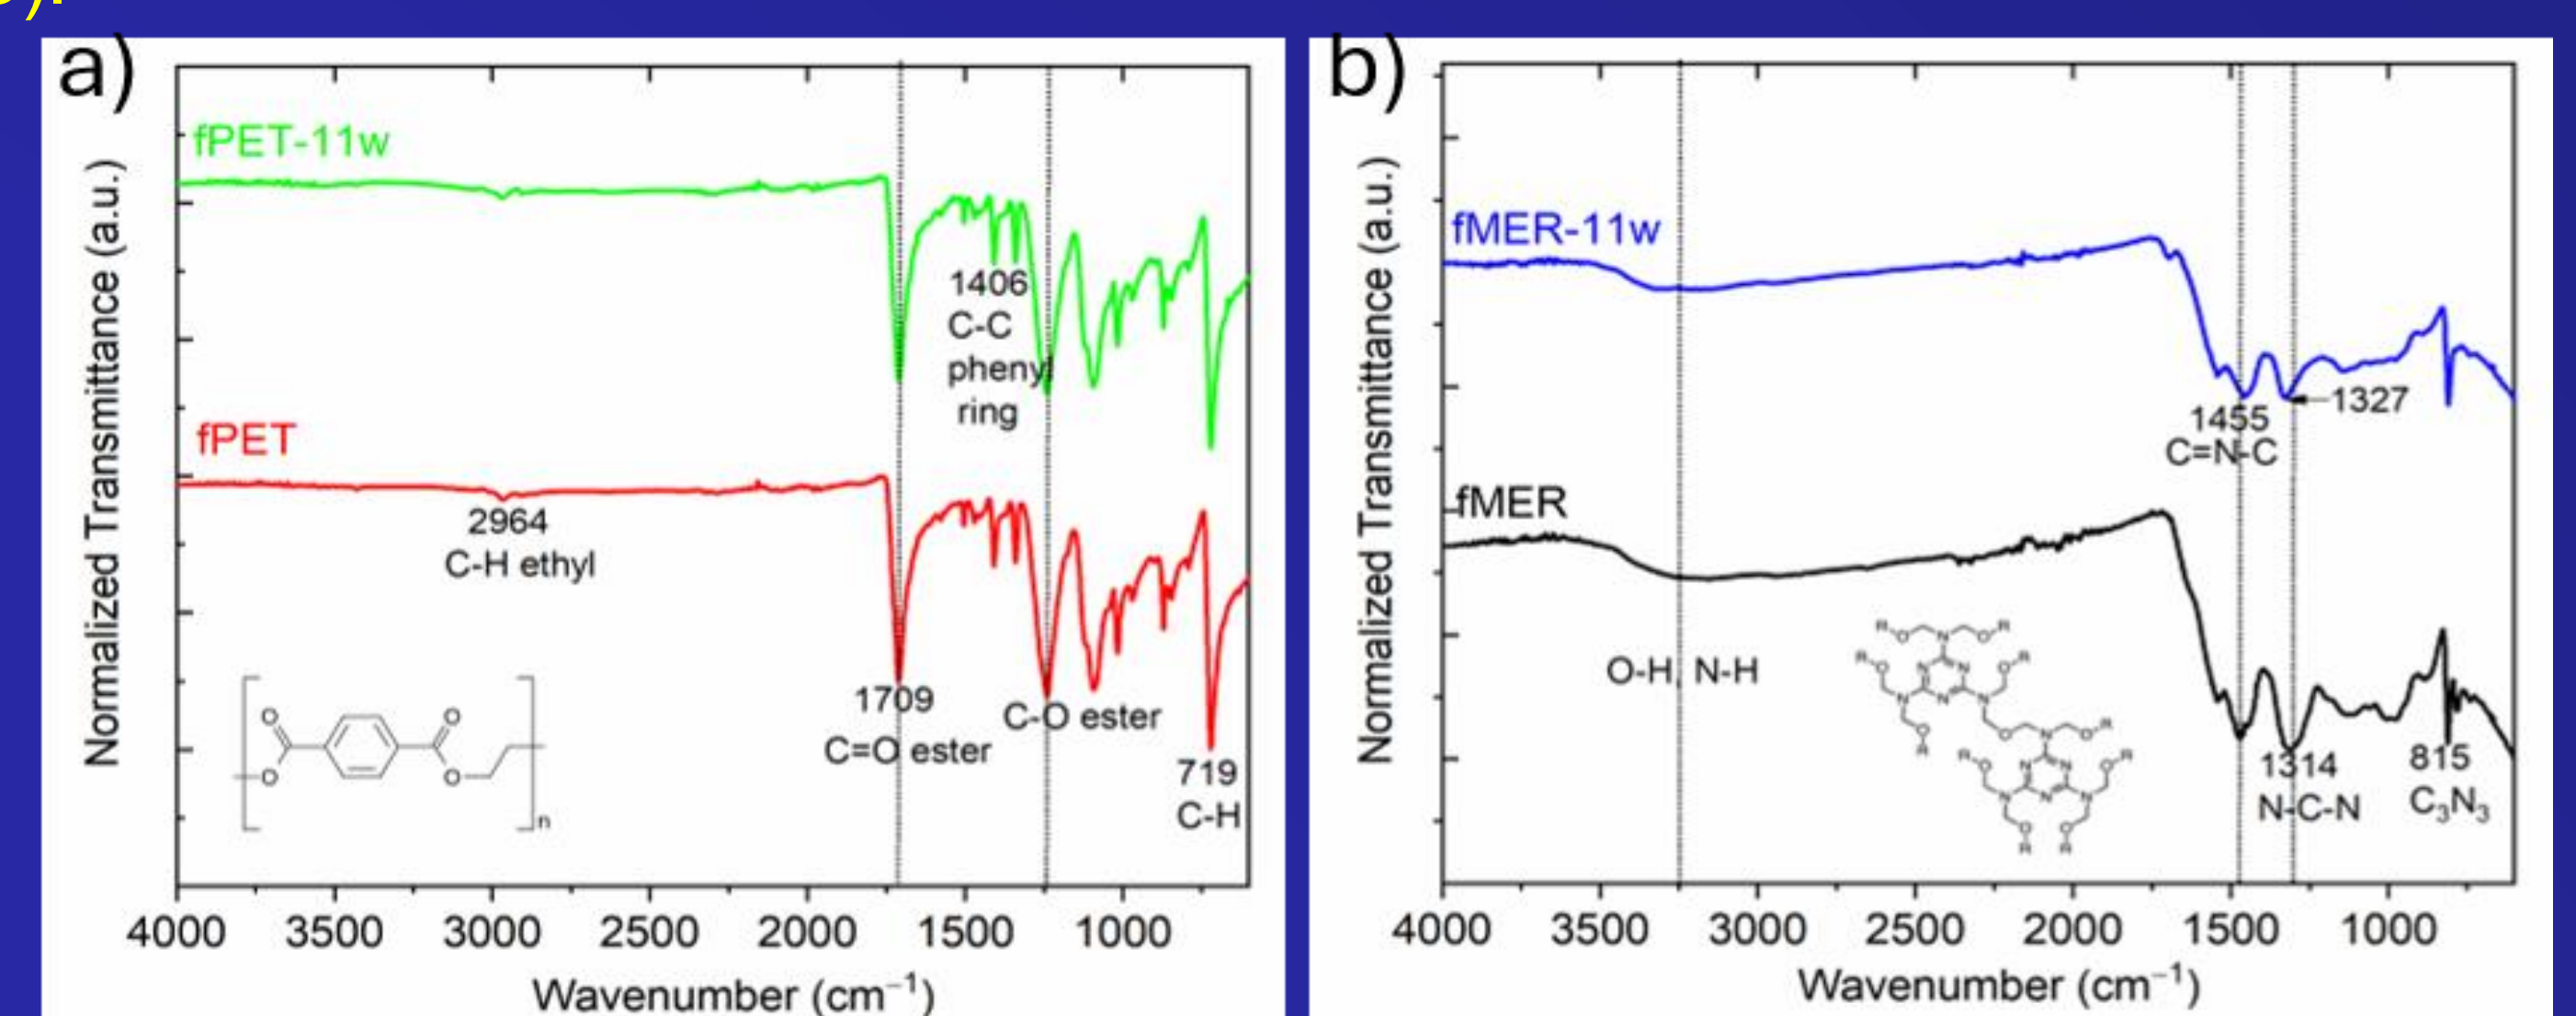 ).
a)
fPET-11w
1406
C-C
phenyl
ring
fPET
2964
C-H ethyl
1709
C=O ester
C-O ester
719
C-H
O
O
O
O
n
Normalized Transmittance (a.u.)
4000 3500 3000 2500 2000 1500 1000
Wavenumber (cm⁻¹)
b)
fMER-11w
1455
C=N-C
1327
fMER
O-H, N-H
1314
N-C-N
815
C₃N₃
Normalized Transmittance (a.u.)
4000 3500 3000 2500 2000 1500 1000
Wavenumber (cm⁻¹)